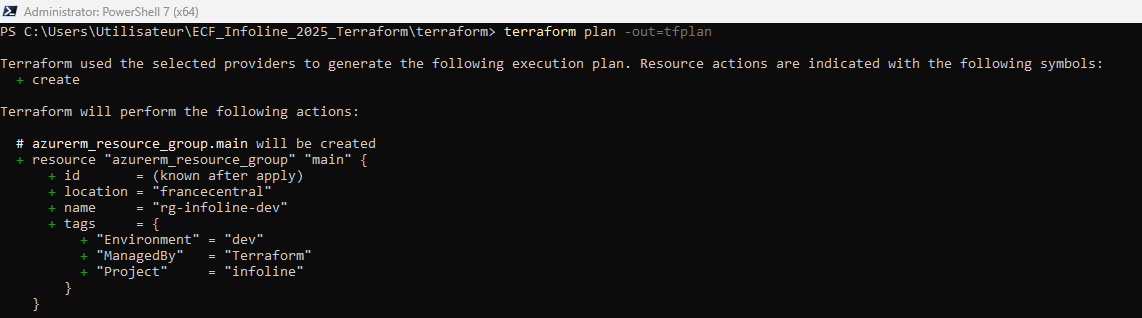 Administrator: PowerShell 7 (x64)
PS C:\Users\Utilisateur\ECF_Infoline_2025_Terraform\terraform> terraform plan -out=tfplan
Terraform used the selected providers to generate the following execution plan. Resource actions are indicated with the following symbols:
  + create
Terraform will perform the following actions:
  # azurerm_resource_group.main will be created
  + resource "azurerm_resource_group" "main" {
      + id       = (known after apply)
      + location = "francecentral"
      + name     = "rg-infoline-dev"
      + tags     = {
          + "Environment" = "dev"
          + "ManagedBy"   = "Terraform"
          + "Project"     = "infoline"
        }
    }